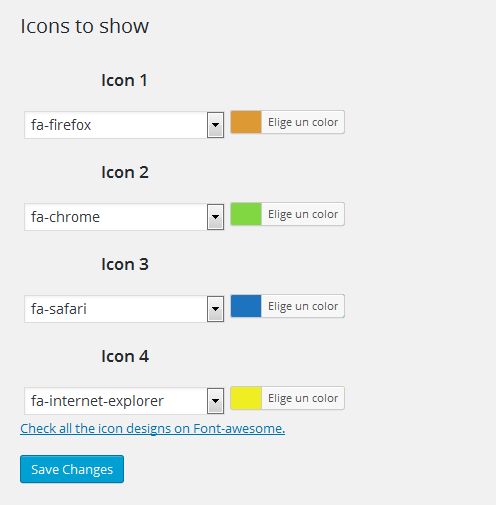 Icons to show
Icon 1
fa-firefox Elige un color
Icon 2
fa-chrome Elige un color
Icon 3
fa-safari Elige un color
Icon 4
fa-internet-explorer Elige un color
Check all the icon designs on Font-awesome.
Save Changes